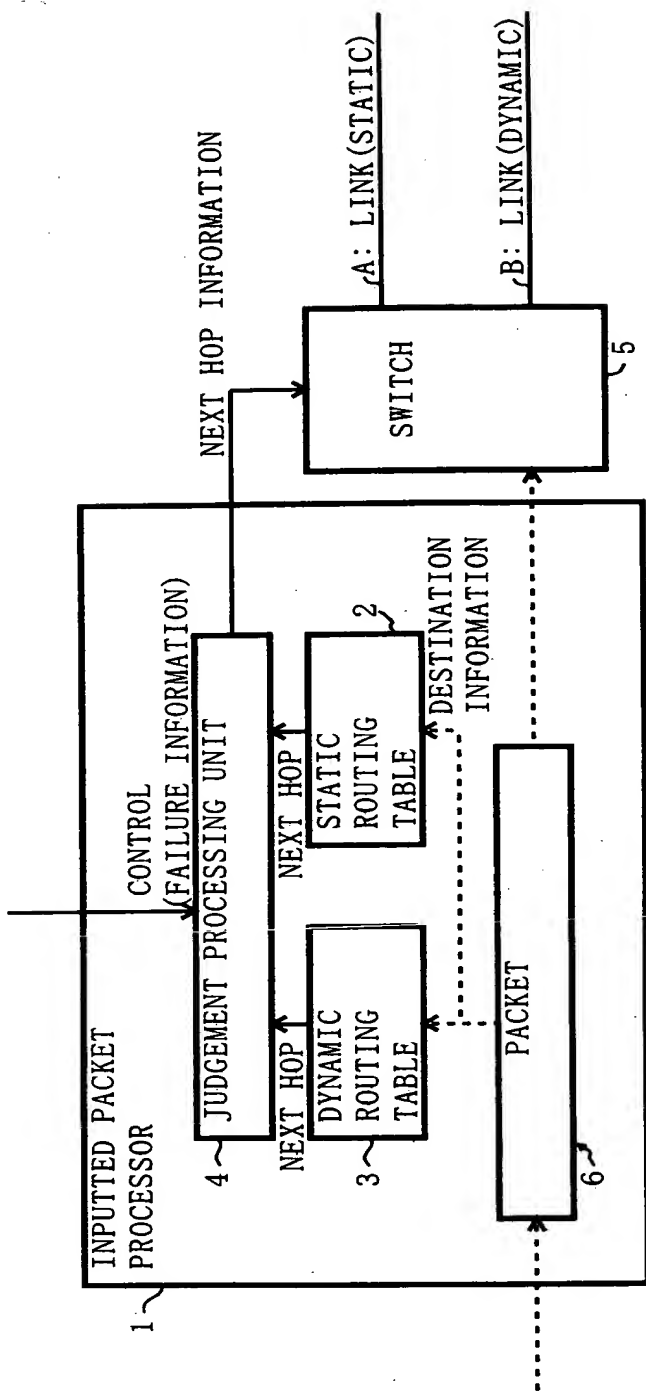 INPUTTED PACKET
PROCESSOR
1
CONTROL
(FAILURE INFORMATION)
JUDGEMENT PROCESSING UNIT
4
NEXT HOP
NEXT HOP
DYNAMIC
ROUTING
TABLE
3
STATIC
ROUTING
TABLE
2
DESTINATION
INFORMATION
PACKET
6
NEXT HOP INFORMATION
SWITCH
5
A: LINK(STATIC)
B: LINK(DYNAMIC)